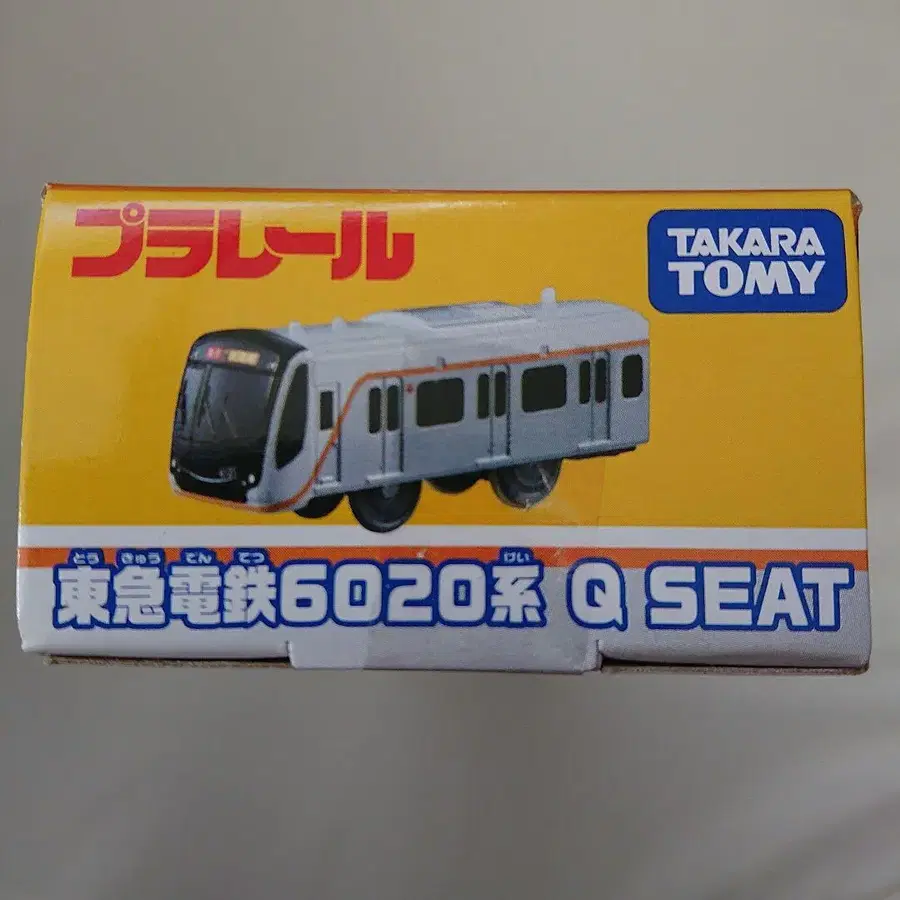 プラレール
TAKARA
TOMY
とう きゅう でん てつ けい
東急電鉄6020系 Q SEAT